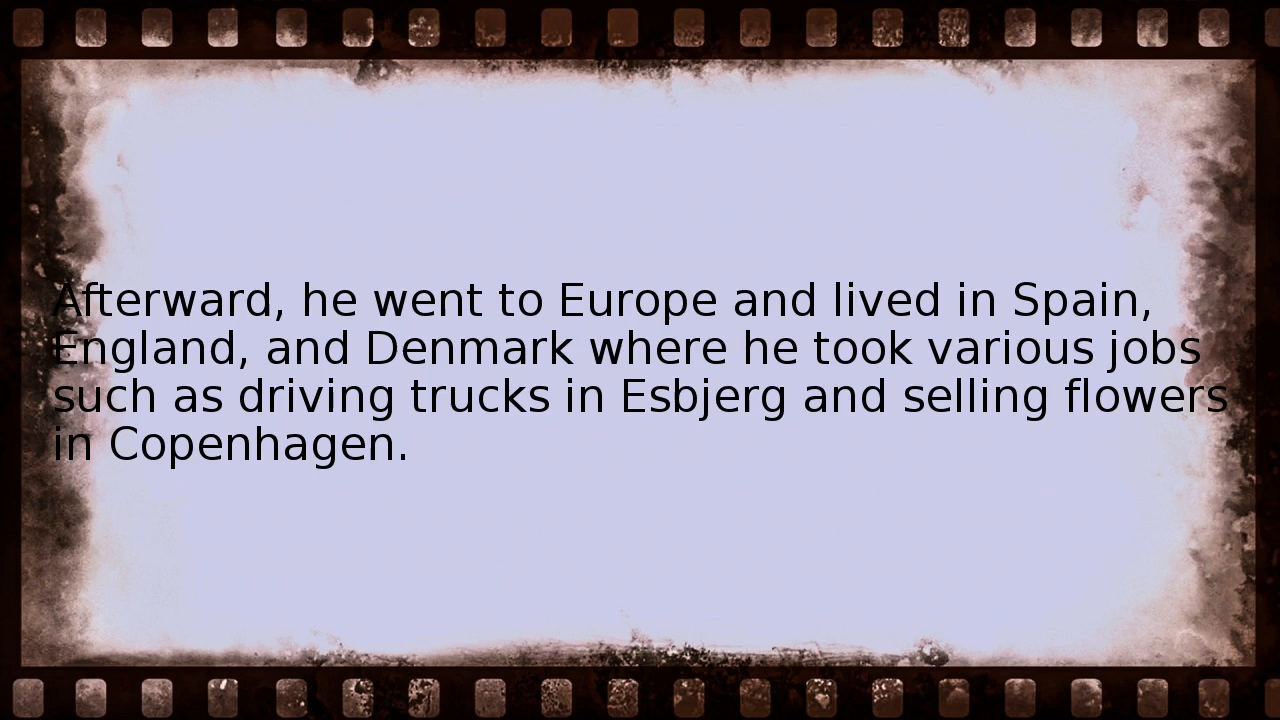 Afterward, he went to Europe and lived in Spain,
England, and Denmark where he took various jobs
such as driving trucks in Esbjerg and selling flowers
in Copenhagen.